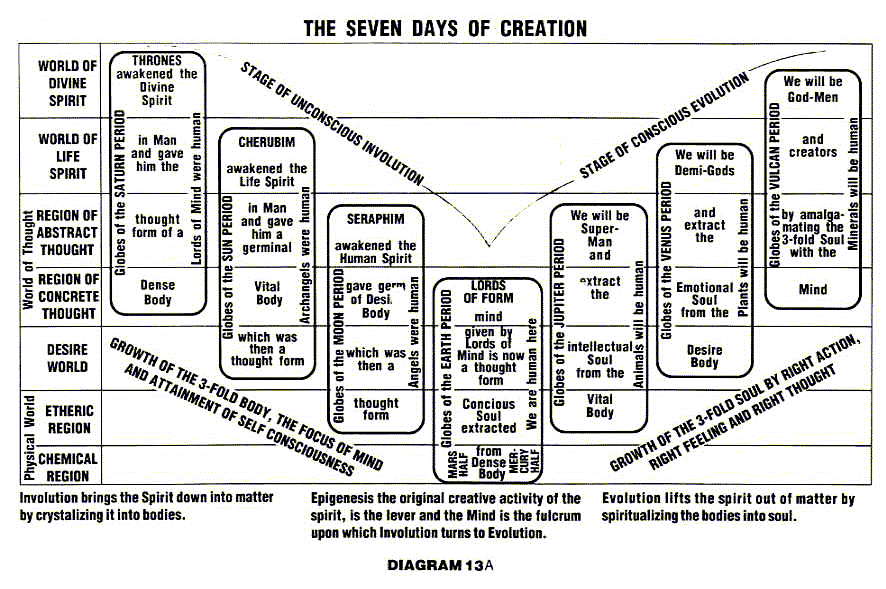 THE SEVEN DAYS OF CREATION
WORLD OF
DIVINE
SPIRIT
WORLD OF
LIFE
SPIRIT
World of Thought
REGION OF
ABSTRACT
THOUGHT
REGION OF
CONCRETE
THOUGHT
DESIRE
WORLD
Physical World
ETHERIC
REGION
CHEMICAL
REGION
Globes of the SATURN PERIOD
THRONES
awakened the
Divine
Spirit
in Man
and gave
him the
thought
form of a
Dense
Body
Lords of Mind were human
Globes of the SUN PERIOD
CHERUBIM
awakened the
Life Spirit
in Man
and gave
him a
germinal
Vital
Body
which was
then a
thought form
Archangels were human
Globes of the MOON PERIOD
SERAPHIM
awakened the
Human Spirit
gave germ
of Desi.
Body
which was
then a
thought
form
Angels were human
Globes of the EARTH PERIOD
LORDS
OF FORM
mind
given by
Lords of
Mind is now
a thought
form
Concious
Soul
extracted
from
Dense
Body
We are human here
MARS
HALF
MER-
CURY
HALF
Globes of the JUPITER PERIOD
We will be
Super-
Man
and
extract
the
intellectual
Soul
from the
Vital
Body
Animals will be human
Globes of the VENUS PERIOD
We will be
Demi-Gods
and
extract
the
Emotional
Soul
from the
Desire
Body
Plants will be human
Globes of the VULCAN PERIOD
We will be
God-Men
and
creators
by amalga-
mating the
3-fold Soul
with the
Mind
Minerals will be human
STAGE OF UNCONSCIOUS INVOLUTION
STAGE OF CONSCIOUS EVOLUTION
GROWTH OF THE 3-FOLD BODY, THE FOCUS OF MIND
AND ATTAINMENT OF SELF CONSCIOUSNESS
GROWTH OF THE 3-FOLD SOUL BY RIGHT ACTION,
RIGHT FEELING AND RIGHT THOUGHT
Involution brings the Spirit down into matter
by crystalizing it into bodies.
Epigenesis the original creative activity of the
spirit, is the lever and the Mind is the fulcrum
upon which Involution turns to Evolution.
Evolution lifts the spirit out of matter by
spiritualizing the bodies into soul.
DIAGRAM 13A